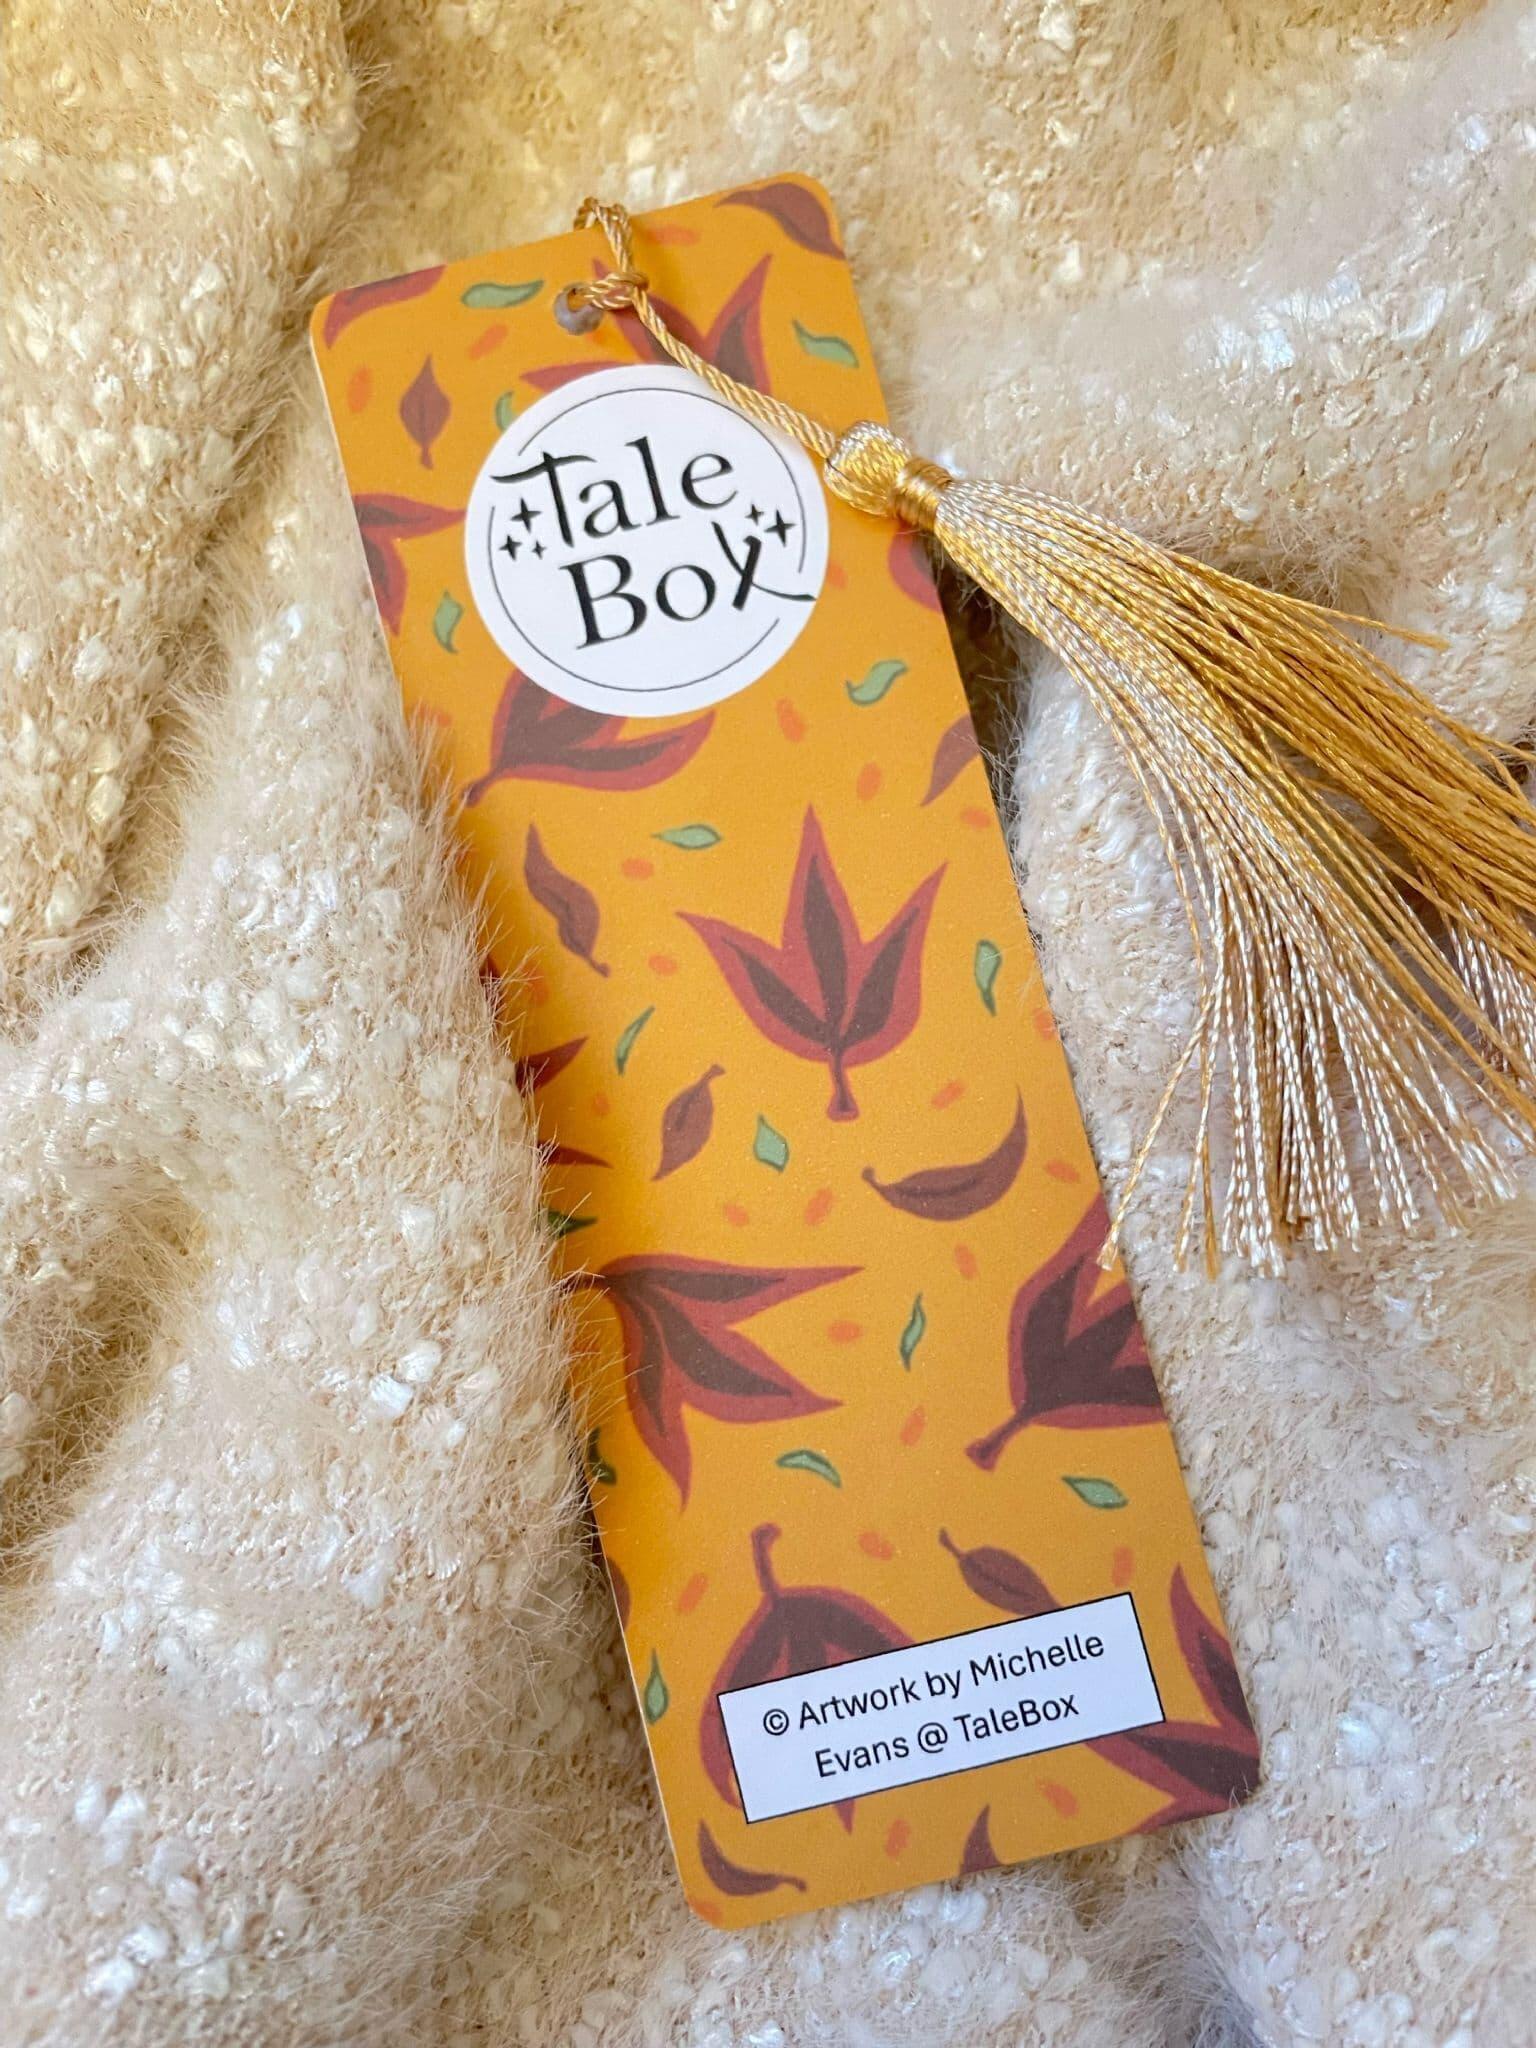 Tale
Box
© Artwork by Michelle
Evans @ TaleBox